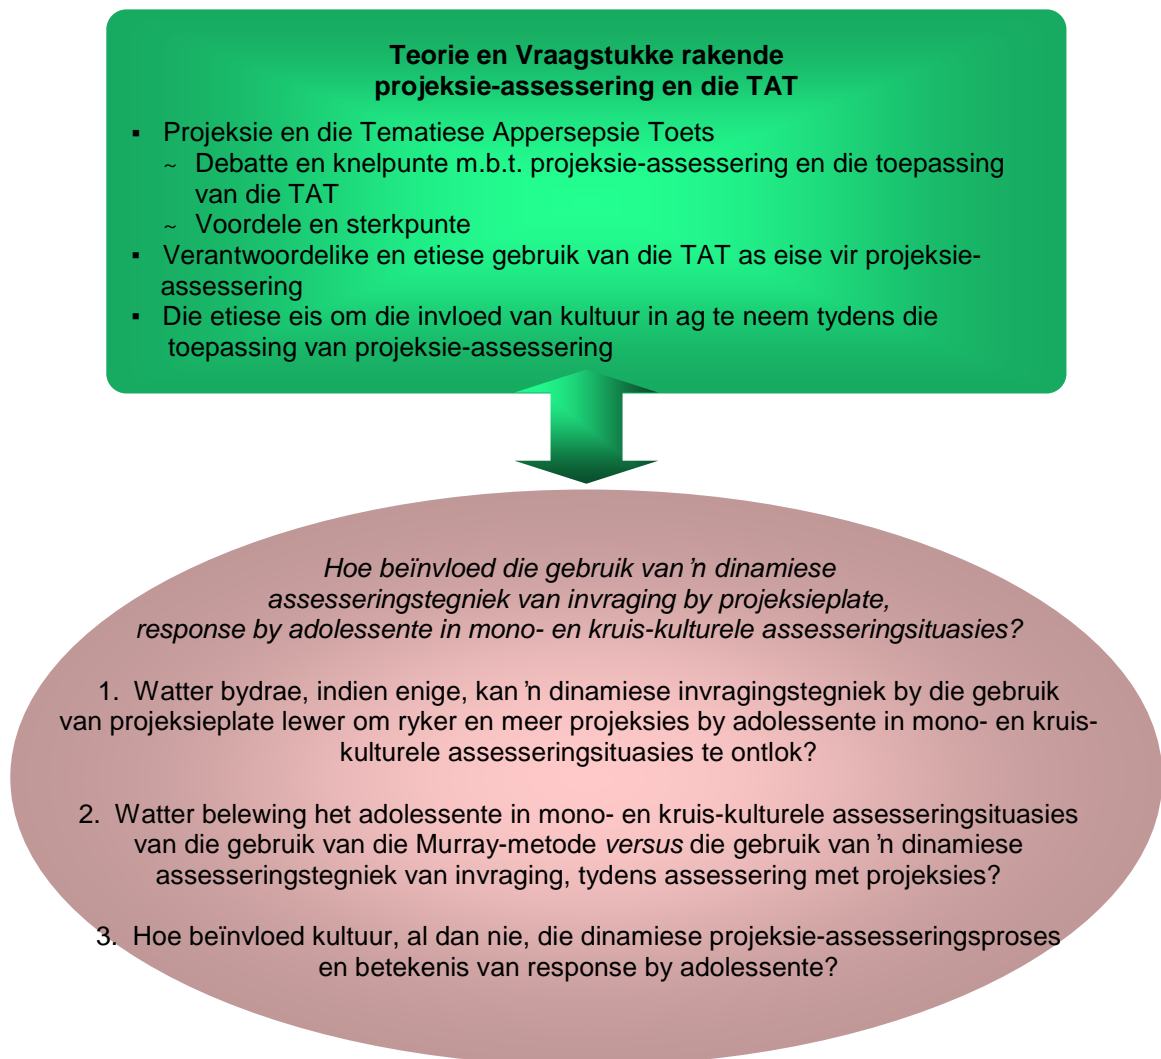 Teorie en Vraagstukke rakende
projeksie-assessering en die TAT
▪ Projeksie en die Tematiese Appersepsie Toets
~ Debatte en knelpunte m.b.t. projeksie-assessering en die toepassing
van die TAT
~ Voordele en sterkpunte
▪ Verantwoordelike en etiese gebruik van die TAT as eise vir projeksie-
assessering
▪ Die etiese eis om die invloed van kultuur in ag te neem tydens die
toepassing van projeksie-assessering
Hoe beïnvloed die gebruik van 'n dinamiese
assesseringstegniek van invraging by projeksieplate,
response by adolessente in mono- en kruis-kulturele assesseringsituasies?
1. Watter bydrae, indien enige, kan 'n dinamiese invragingstegniek by die gebruik
van projeksieplate lewer om ryker en meer projeksies by adolessente in mono- en kruis-
kulturele assesseringsituasies te ontlok?
2. Watter belewing het adolessente in mono- en kruis-kulturele assesseringsituasies
van die gebruik van die Murray-metode versus die gebruik van 'n dinamiese
assesseringstegniek van invraging, tydens assessering met projeksies?
3. Hoe beïnvloed kultuur, al dan nie, die dinamiese projeksie-assesseringsproses
en betekenis van response by adolessente?